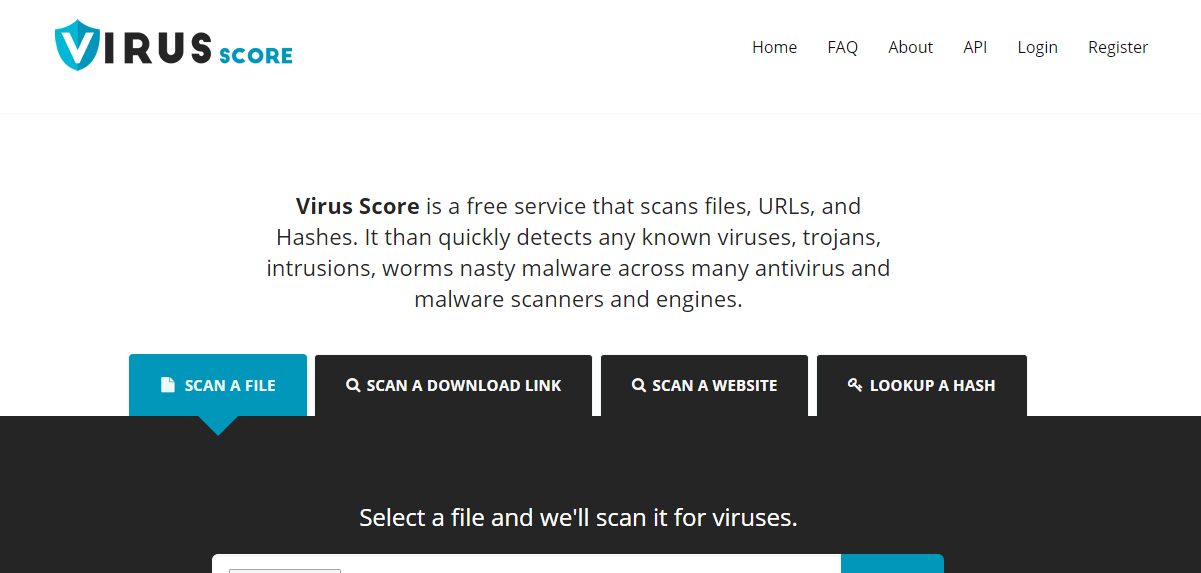 VIRUS SCORE
Home FAQ About API Login Register
Virus Score is a free service that scans files, URLs, and
Hashes. It than quickly detects any known viruses, trojans,
intrusions, worms nasty malware across many antivirus and
malware scanners and engines.
SCAN A FILE SCAN A DOWNLOAD LINK SCAN A WEBSITE LOOKUP A HASH
Select a file and we'll scan it for viruses.